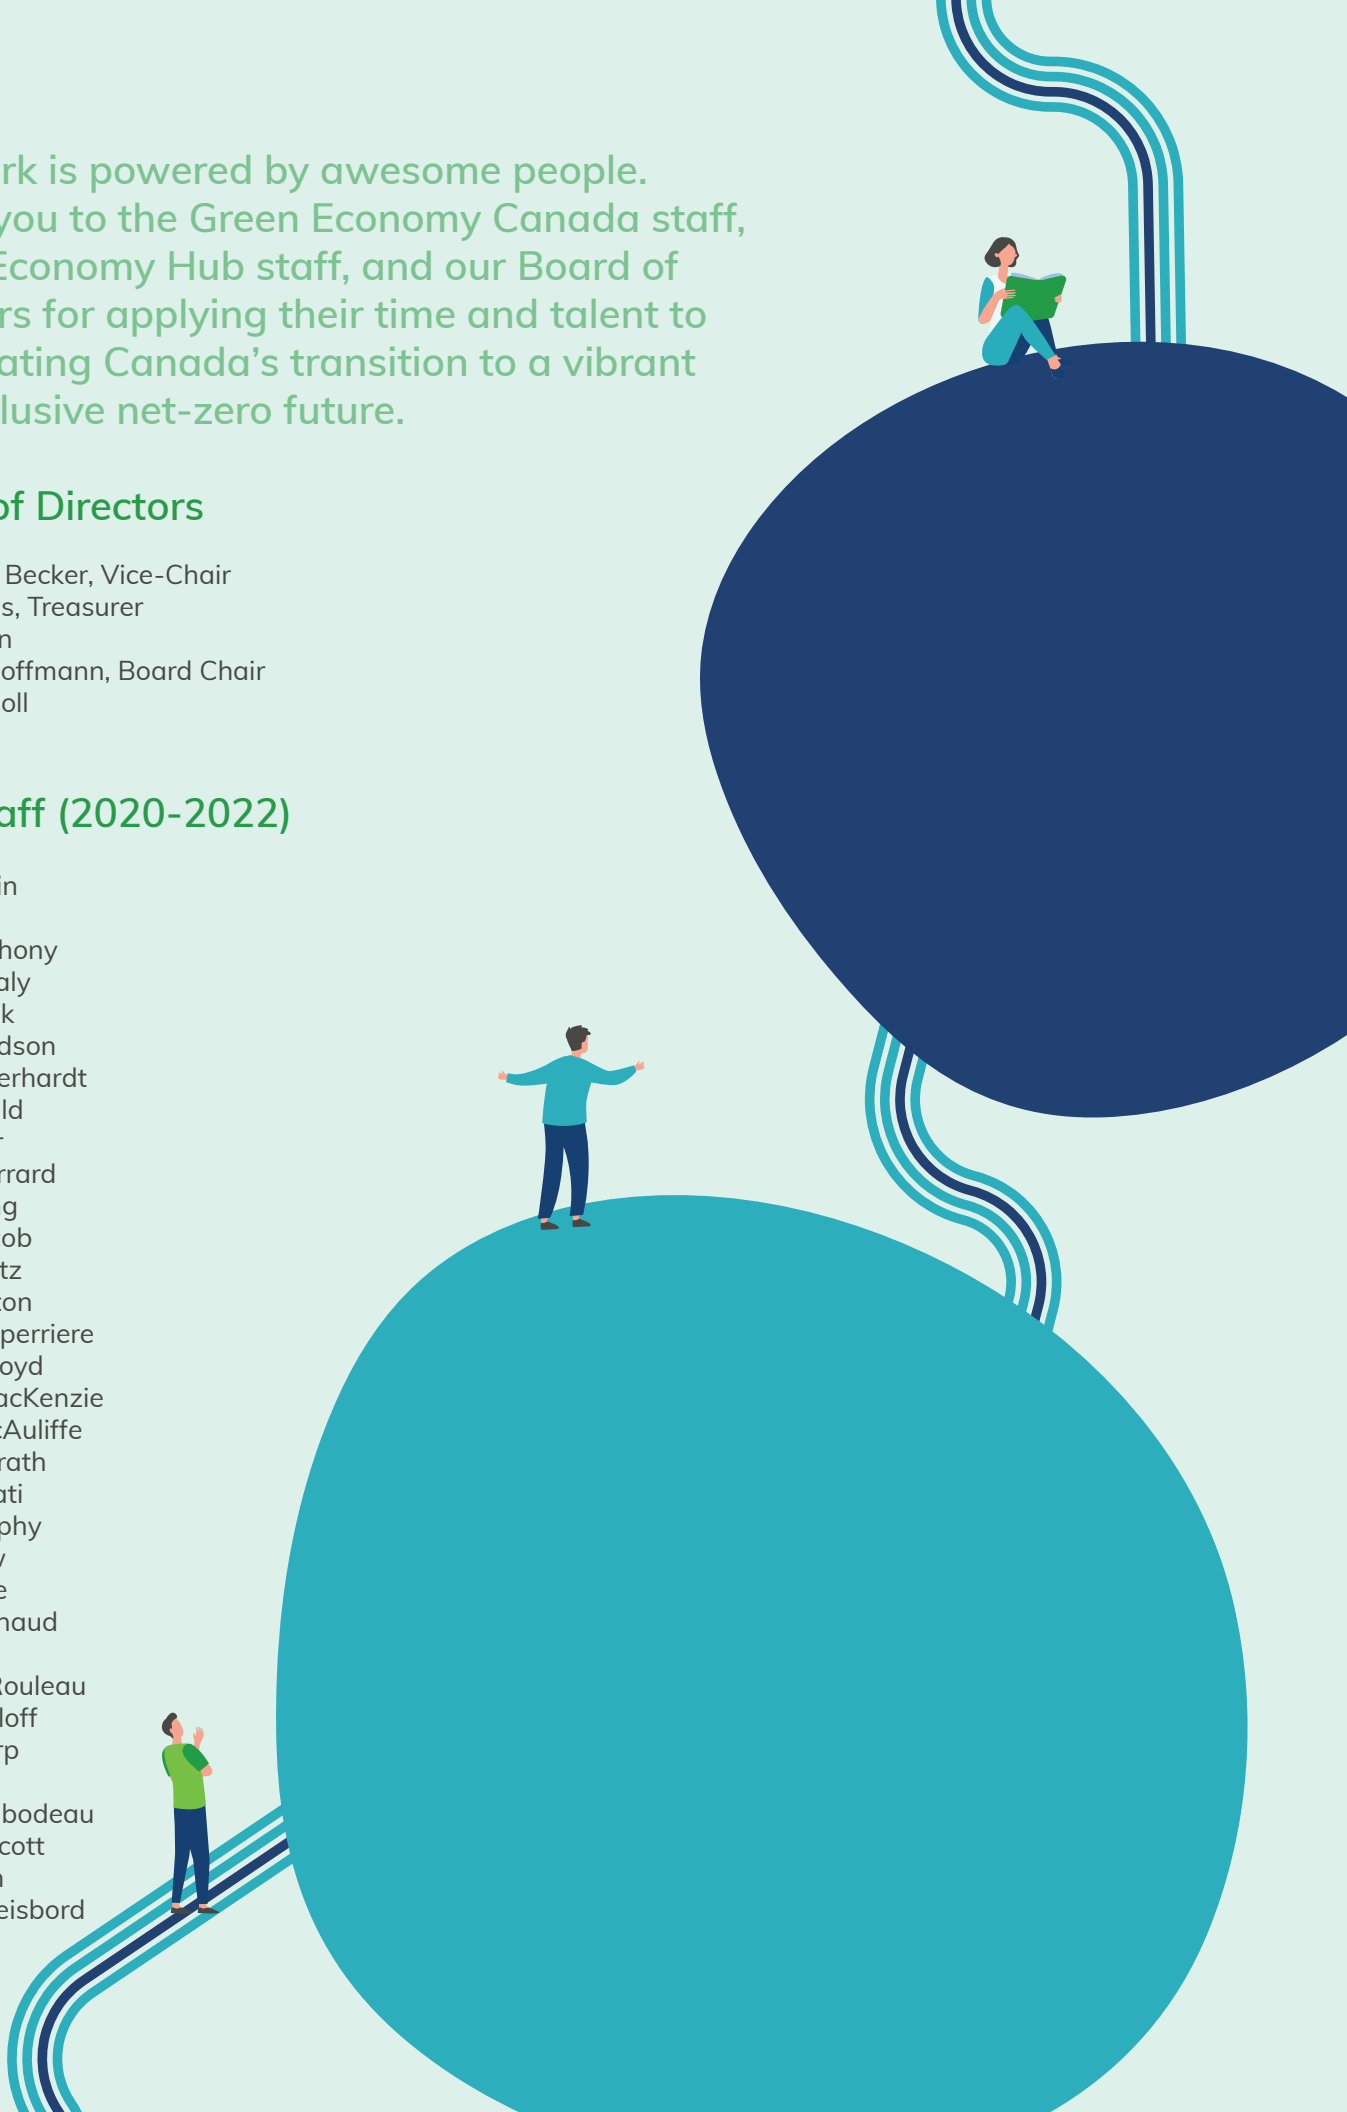 rk is powered by awesome people.
you to the Green Economy Canada staff,
Economy Hub staff, and our Board of
rs for applying their time and talent to
ating Canada's transition to a vibrant
lusive net-zero future.
of Directors
Becker, Vice-Chair
s, Treasurer
n
offmann, Board Chair
oll
aff (2020-2022)
in
hony
aly
k
dson
erhardt
ld
r
rrard
g
ob
tz
ton
perriere
oyd
acKenzie
cAuliffe
rath
ati
phy
y
e
naud
Rouleau
loff
rp
bodeau
cott
n
eisbord